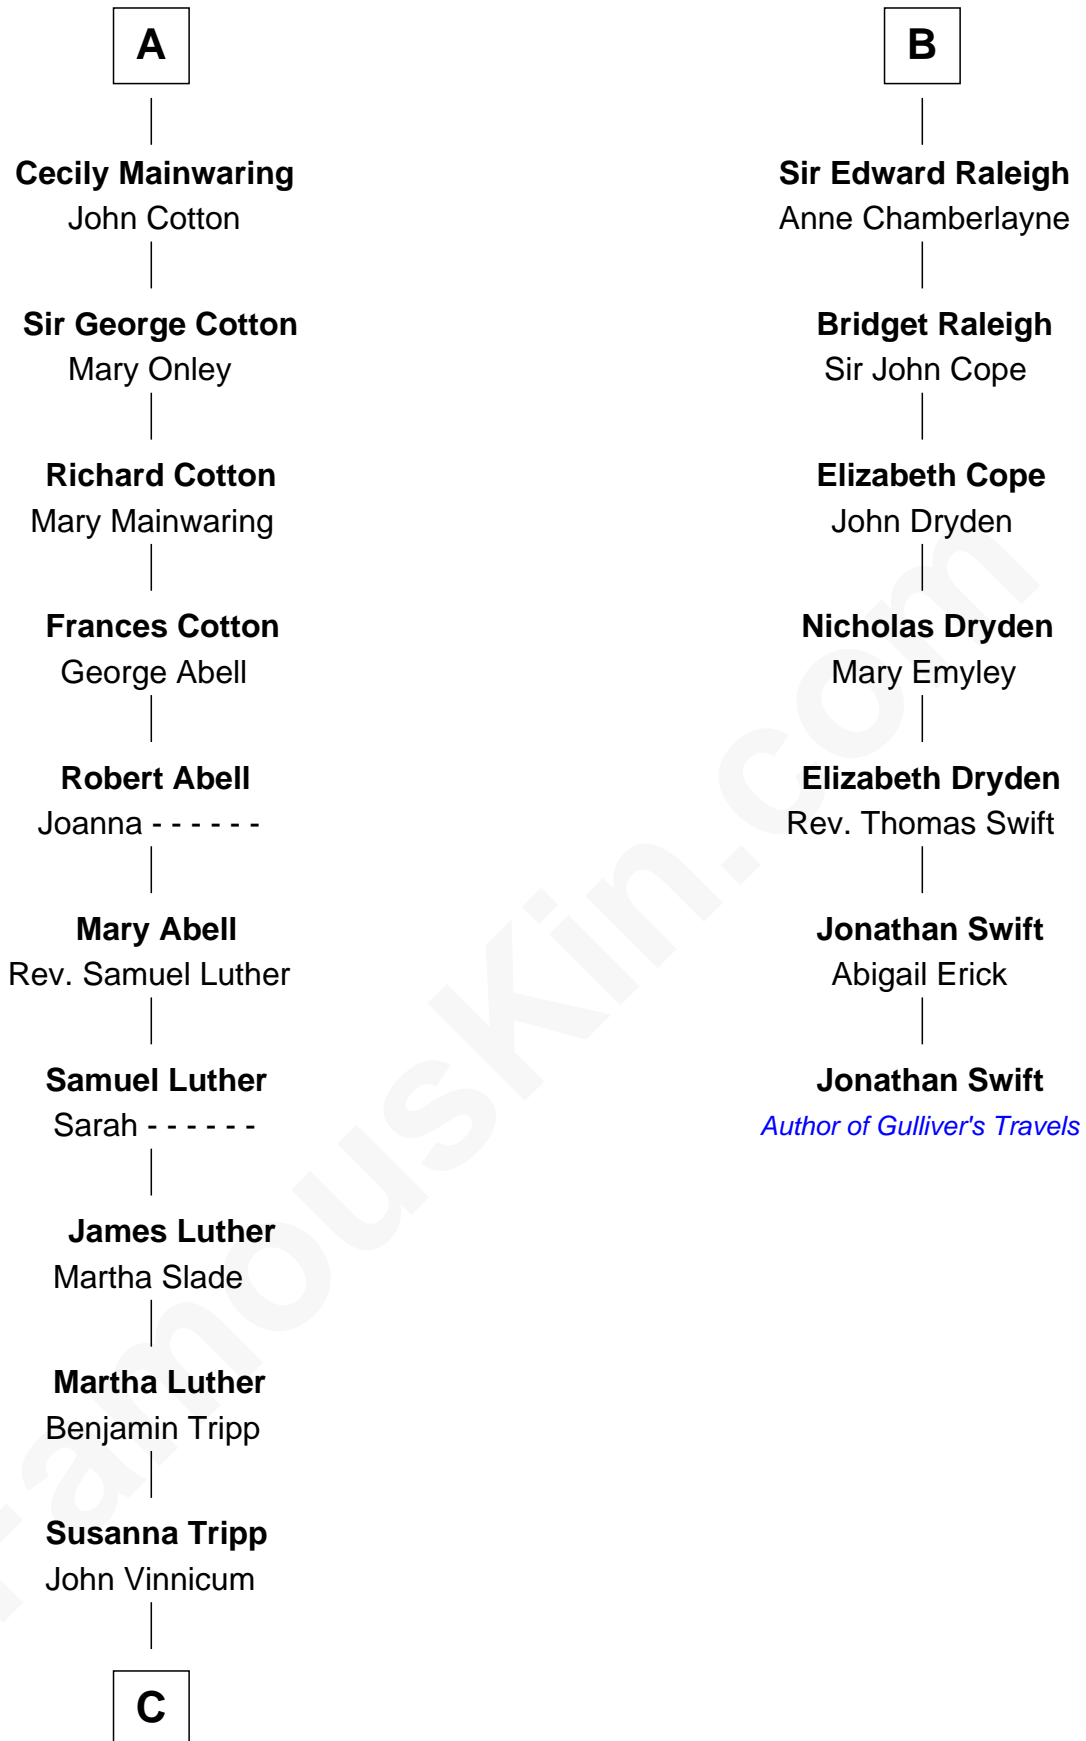 A
Cecily Mainwaring
John Cotton
Sir George Cotton
Mary Onley
Richard Cotton
Mary Mainwaring
Frances Cotton
George Abell
Robert Abell
Joanna - - - - - -
Mary Abell
Rev. Samuel Luther
Samuel Luther
Sarah - - - - - -
James Luther
Martha Slade
Martha Luther
Benjamin Tripp
Susanna Tripp
John Vinnicum
C
B
Sir Edward Raleigh
Anne Chamberlayne
Bridget Raleigh
Sir John Cope
Elizabeth Cope
John Dryden
Nicholas Dryden
Mary Emyley
Elizabeth Dryden
Rev. Thomas Swift
Jonathan Swift
Abigail Erick
Jonathan Swift
Author of Gulliver's Travels
FamousKin.com